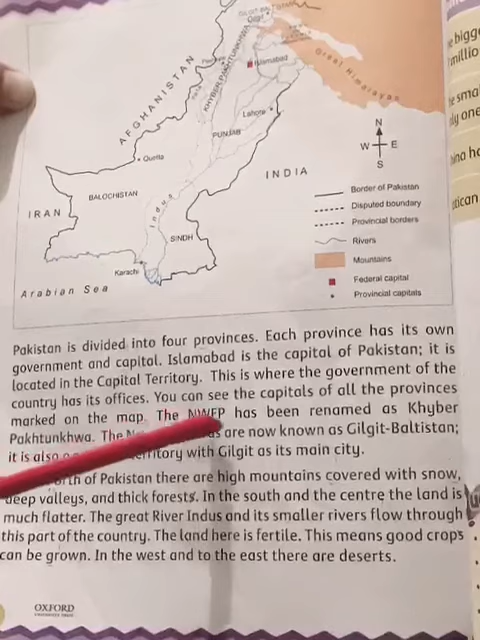 Gilgit
AFGHANISTAN
KHYBER PAKHTUNKHWA
Islamabad
Great Himalayan
Lahore
PUNJAB
Quetta
INDIA
N
W E
S
BALOCHISTAN
IRAN
Indus
SINDH
Karachi
Arabian Sea
Border of Pakistan
Disputed boundary
Provincial borders
Rivers
Mountains
Federal capital
Provincial capitals
Pakistan is divided into four provinces. Each province has its own
government and capital. Islamabad is the capital of Pakistan; it is
located in the Capital Territory. This is where the government of the
country has its offices. You can see the capitals of all the provinces
marked on the map. The NWFP has been renamed as Khyber
Pakhtunkhwa. The are now known as Gilgit-Baltistan;
it is also with Gilgit as its main city.
of Pakistan there are high mountains covered with snow,
deep valleys, and thick forests. In the south and the centre the land is
much flatter. The great River Indus and its smaller rivers flow through
this part of the country. The land here is fertile. This means good crops
can be grown. In the west and to the east there are deserts.
OXFORD